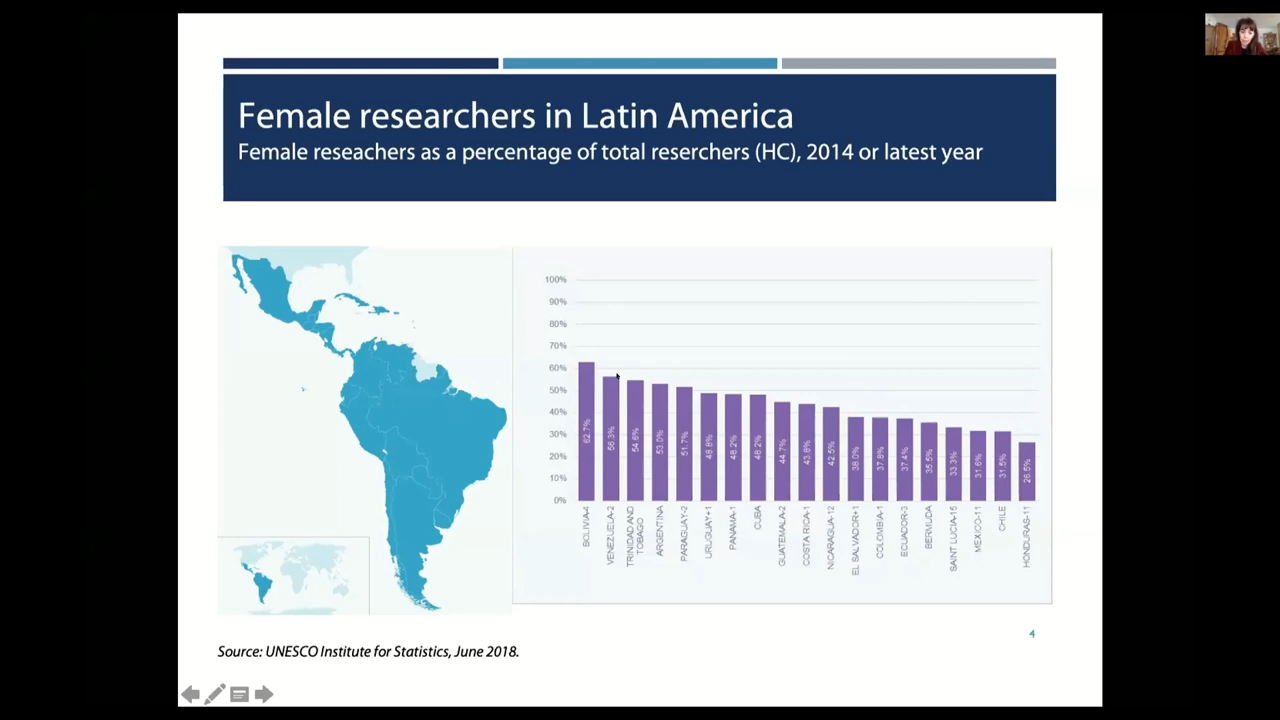 Female researchers in Latin America
Female reseachers as a percentage of total reserchers (HC), 2014 or latest year
100%
90%
80%
70%
60%
50%
40%
30%
20%
10%
0%
62.7%
56.3%
54.6%
53.0%
51.7%
48.8%
48.2%
48.2%
44.7%
43.8%
42.5%
38.0%
37.8%
37.4%
35.5%
33.3%
31.6%
31.5%
26.5%
BOLIVIA-4
VENEZUELA-2
TRINIDAD AND
TOBAGO
ARGENTINA
PARAGUAY-2
URUGUAY+1
PANAMA-1
CUBA
GUATEMALA-2
COSTA RICA-1
NICARAGUA-12
EL SALVADOR+1
COLOMBIA-1
ECUADOR-3
BERMUDA
SAINT LUCIA-15
MEXICO-11
CHILE
HONDURAS-11
4
Source: UNESCO Institute for Statistics, June 2018.